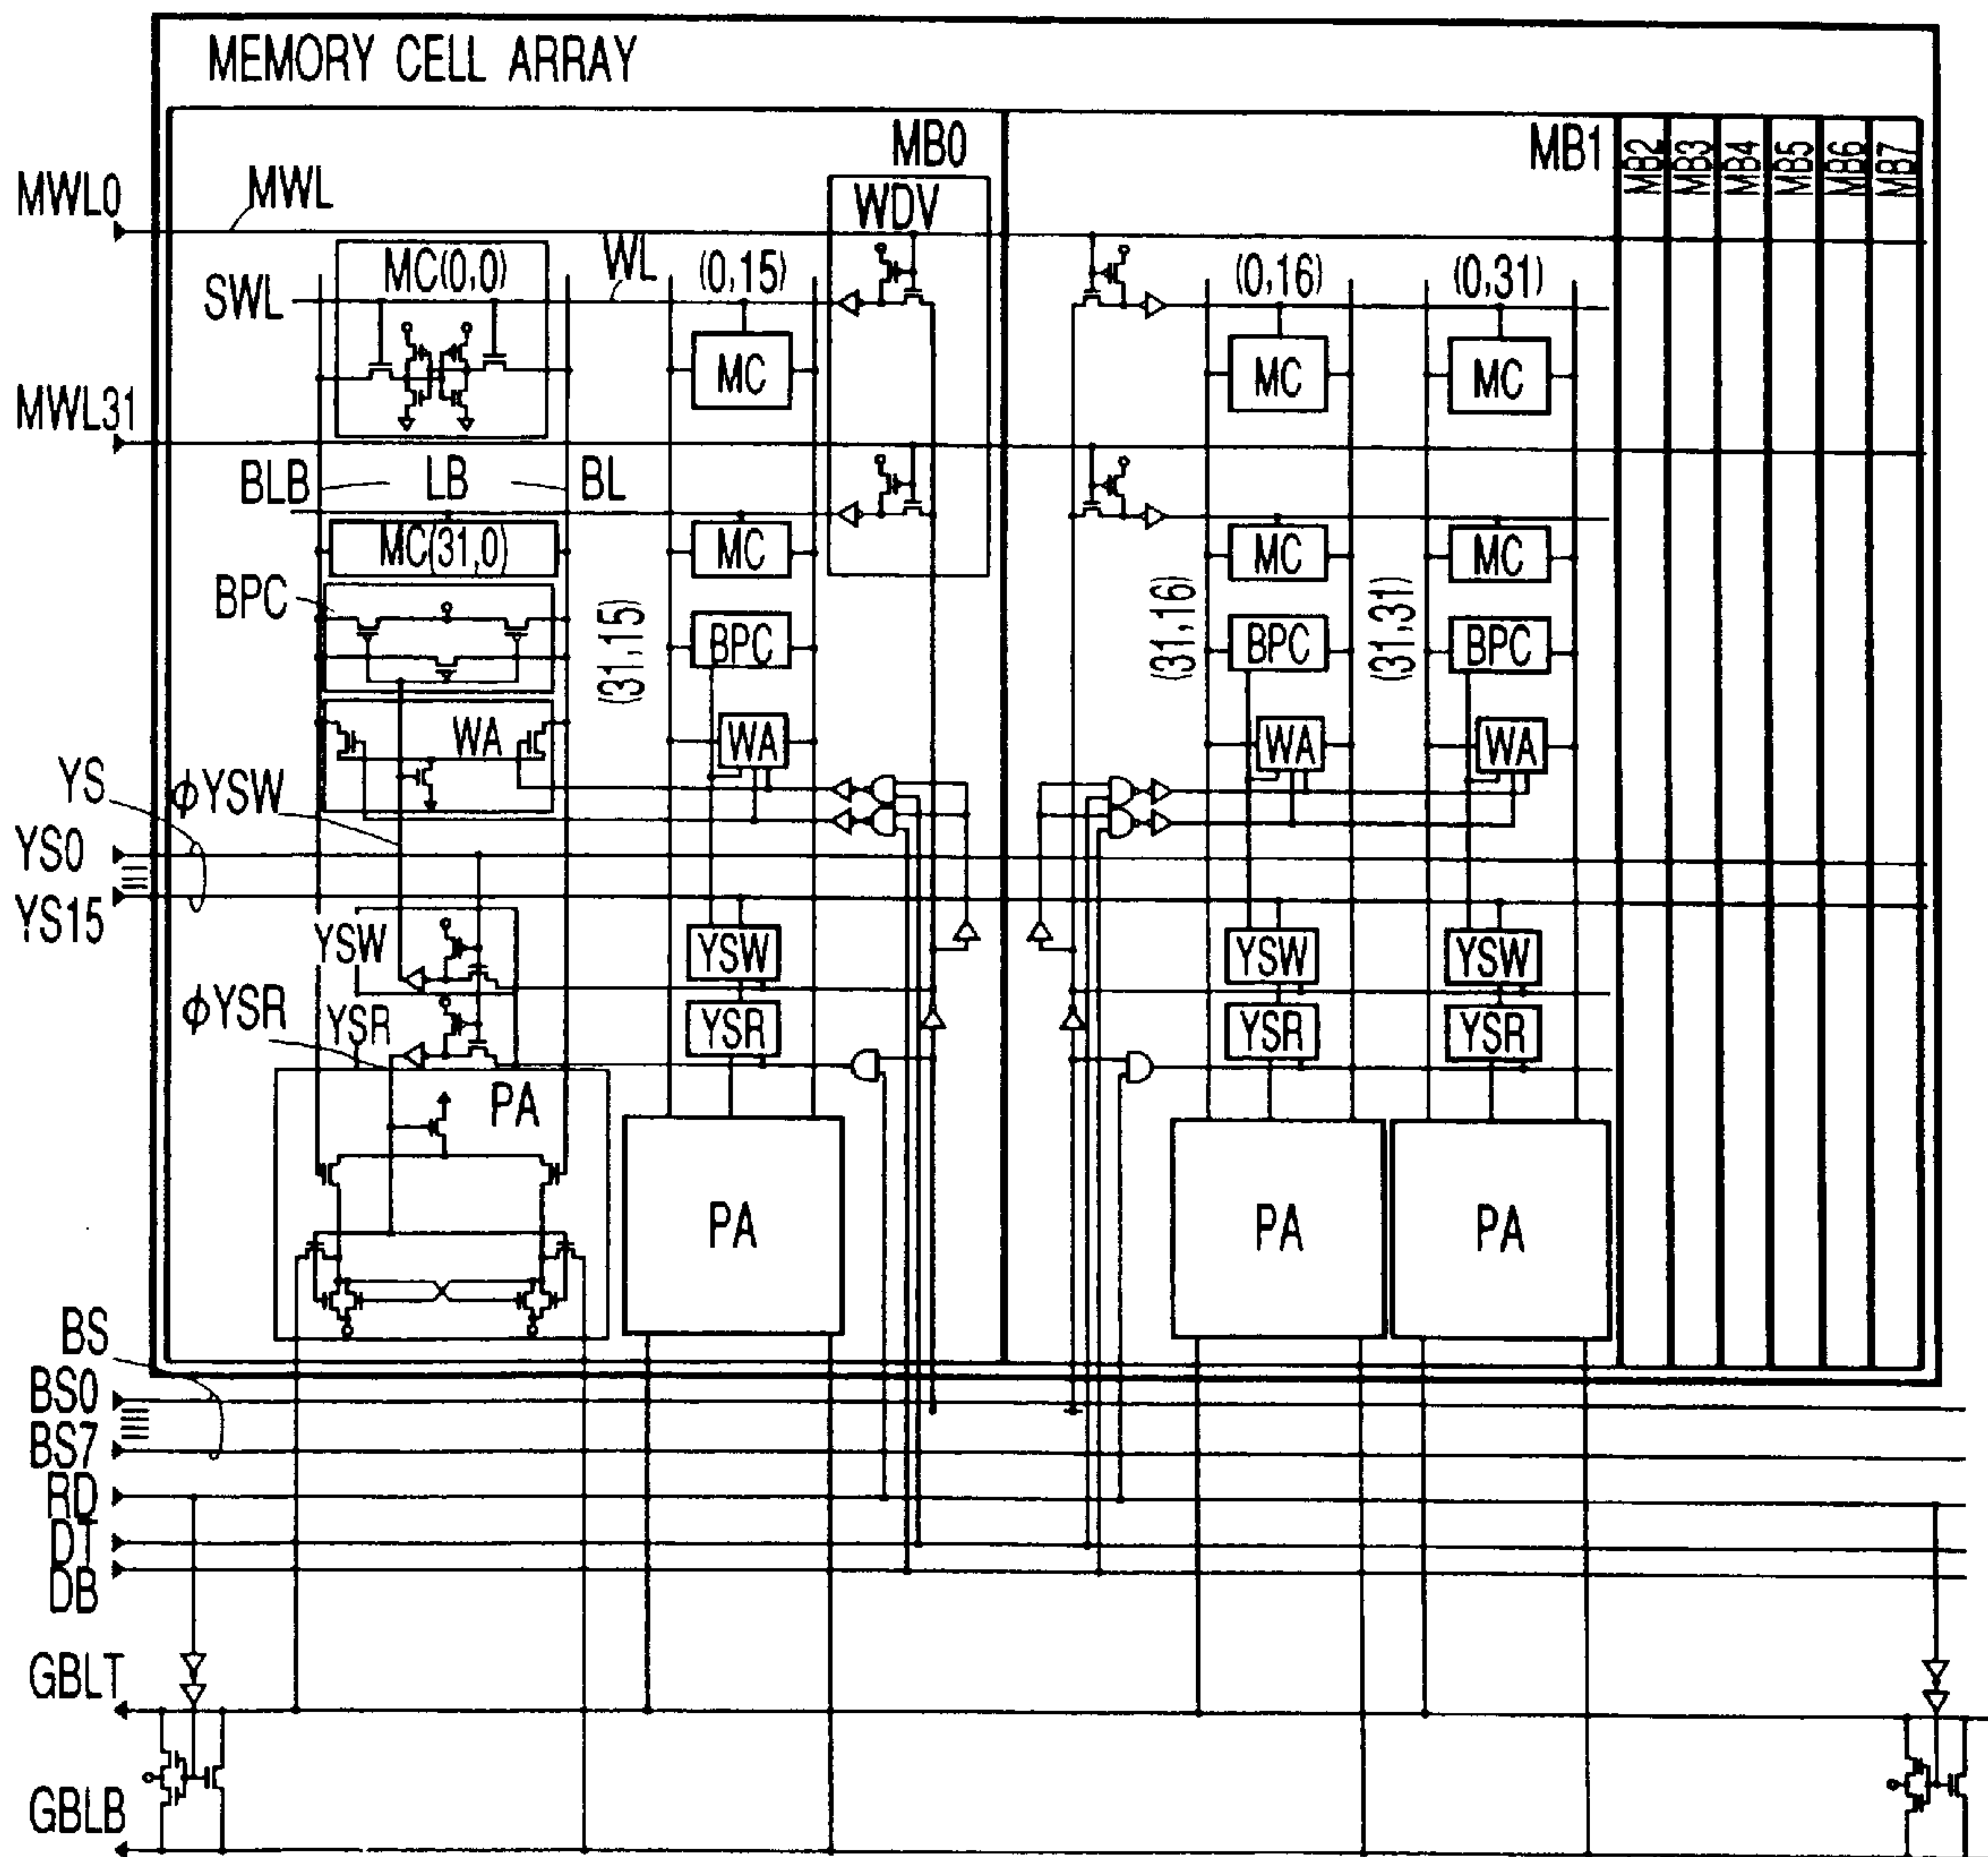 MEMORY CELL ARRAY
MB0
MB1
MB2
MB3
MB4
MB5
MB6
MB7
MWL0
MWL
WDV
SWL
MC(0,0)
WL
(0,15)
(0,16)
(0,31)
MC
MC
MC
MWL31
BLB
LB
BL
MC(31,0)
MC
MC
MC
BPC
(31,15)
BPC
(31,16)
BPC
(31,31)
BPC
WA
WA
WA
WA
YS
ϕYSW
YS0
YS15
YSW
YSW
YSW
YSW
ϕYSR
YSR
YSR
YSR
YSR
PA
PA
PA
PA
BS
BS0
BS7
RD
DT
DB
GBLT
GBLB